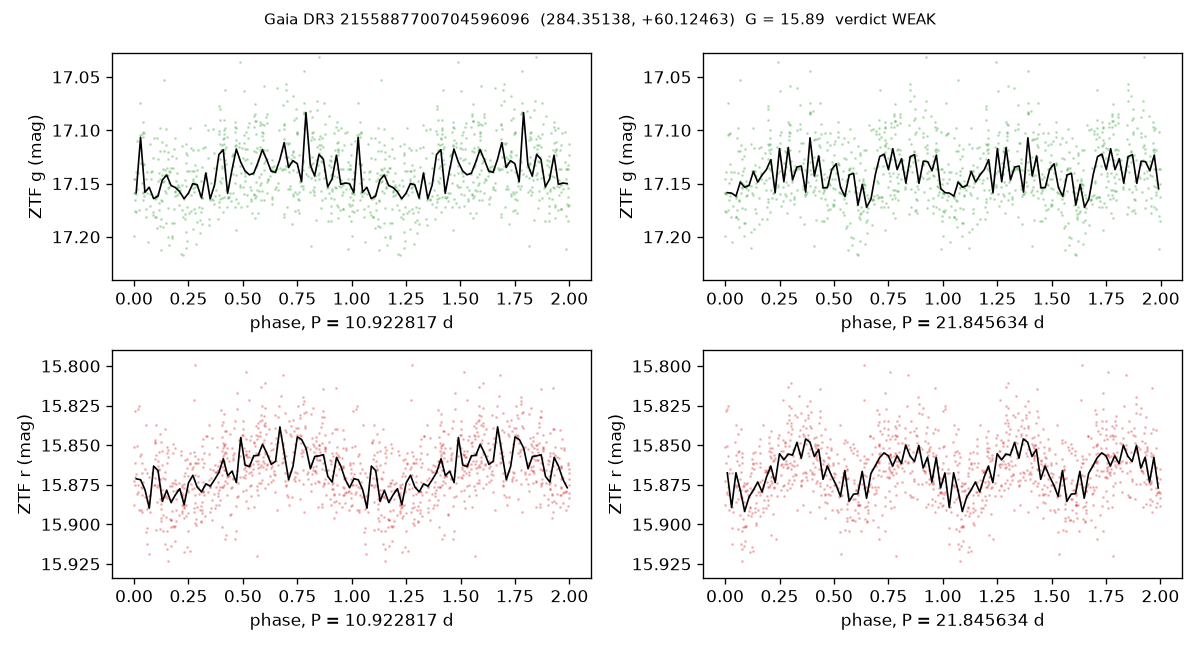 Gaia DR3 2155887700704596096 (284.35138, +60.12463) G = 15.89 verdict WEAK
ZTF g (mag)
17.05
17.10
17.15
17.20
0.00 0.25 0.50 0.75 1.00 1.25 1.50 1.75 2.00
phase, P = 10.922817 d
ZTF g (mag)
17.05
17.10
17.15
17.20
0.00 0.25 0.50 0.75 1.00 1.25 1.50 1.75 2.00
phase, P = 21.845634 d
ZTF r (mag)
15.800
15.825
15.850
15.875
15.900
15.925
0.00 0.25 0.50 0.75 1.00 1.25 1.50 1.75 2.00
phase, P = 10.922817 d
ZTF r (mag)
15.800
15.825
15.850
15.875
15.900
15.925
0.00 0.25 0.50 0.75 1.00 1.25 1.50 1.75 2.00
phase, P = 21.845634 d